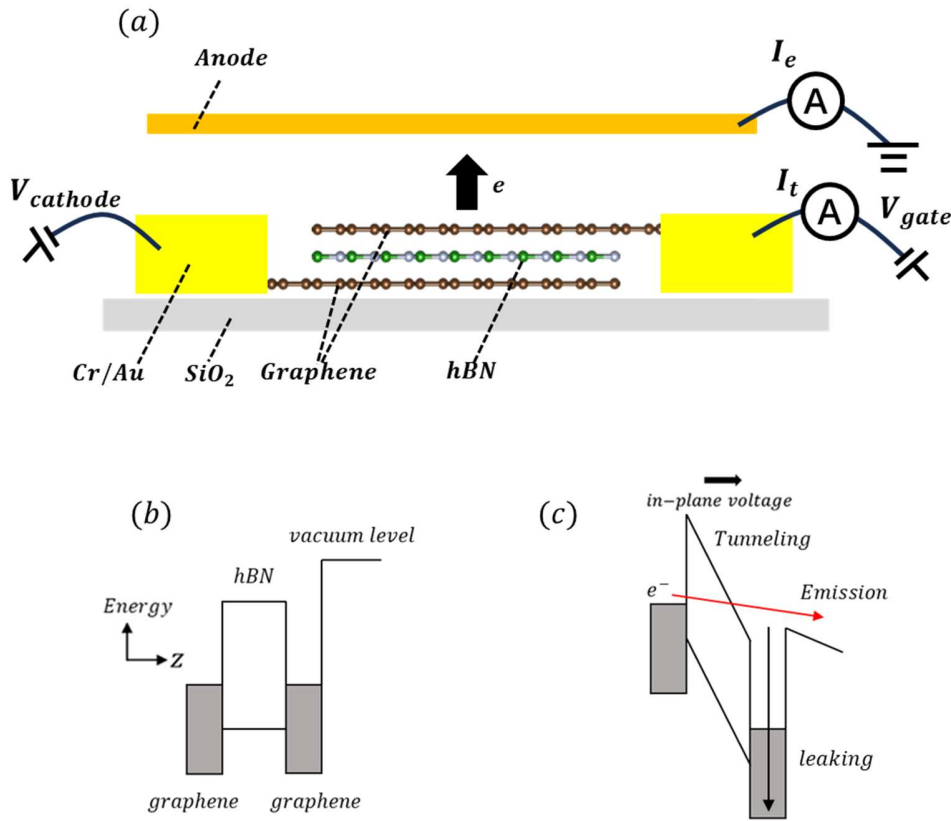 (a)
Anode
I_e
A
V_cathode
e
I_t
A
V_gate
Cr/Au
SiO₂
Graphene
hBN
(b)
vacuum level
hBN
Energy
Z
graphene
graphene
(c)
in-plane voltage
Tunneling
e⁻
Emission
leaking